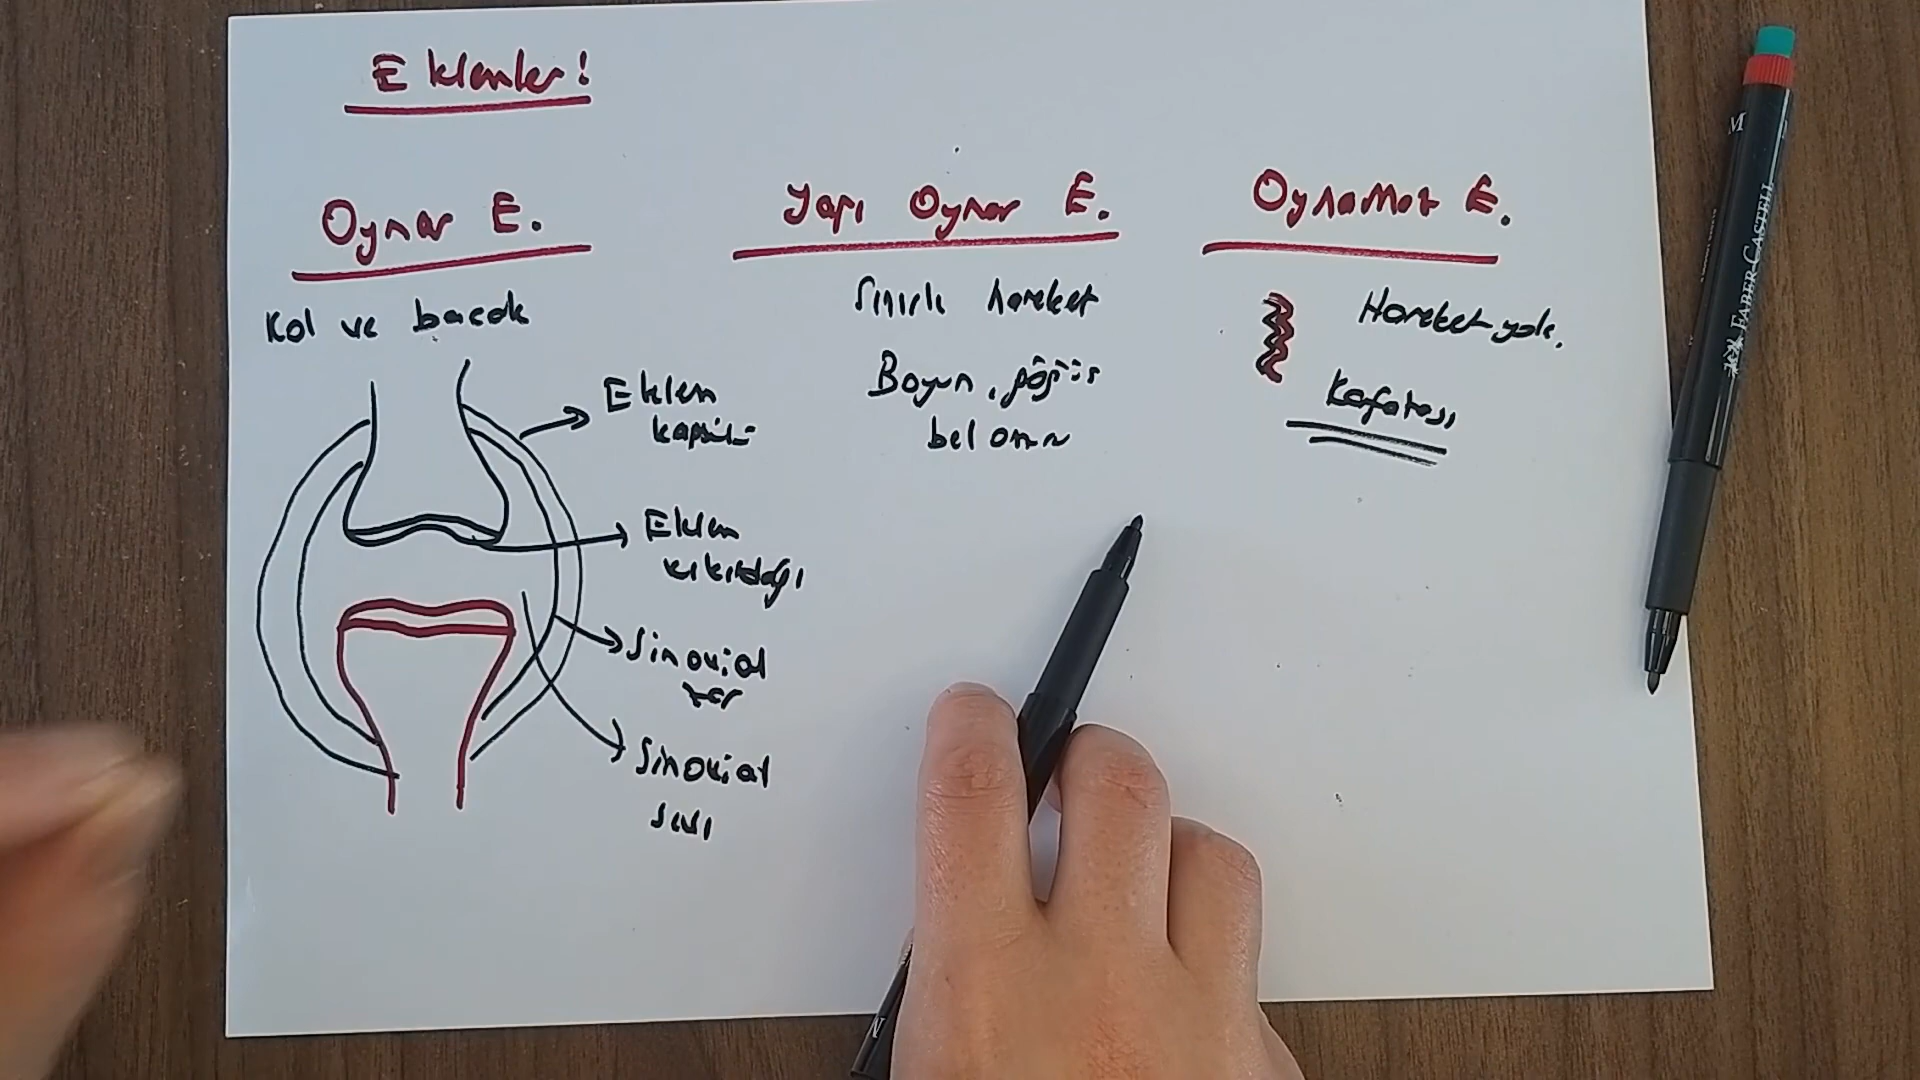 Eklemler!
Oynar E.
Kol ve bacak
Eklem
kapsülü
Eklem
kıkırdağı
Sinovial
zar
Sinovial
sıvı
Yarı Oynar E.
Sınırlı hareket
Boyun, göğüs
bel omr
Oynamaz E.
Hareket yok.
Kafatası
M
FABER-CASTELL
N